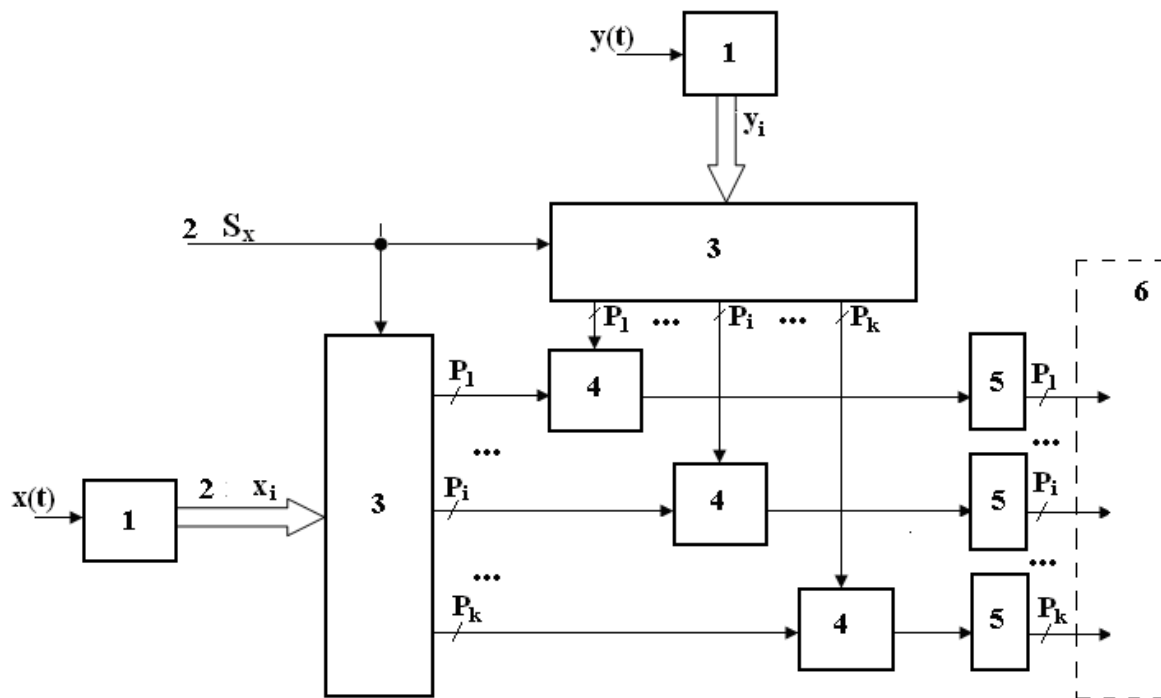 y(t) 1
y_i
2 S_x
3
6
P_1 ... P_i ... P_k
P_1 4 5 P_1
... ...
x(t) 1 2 x_i 3 P_i 4 5 P_i
... ...
P_k 4 5 P_k